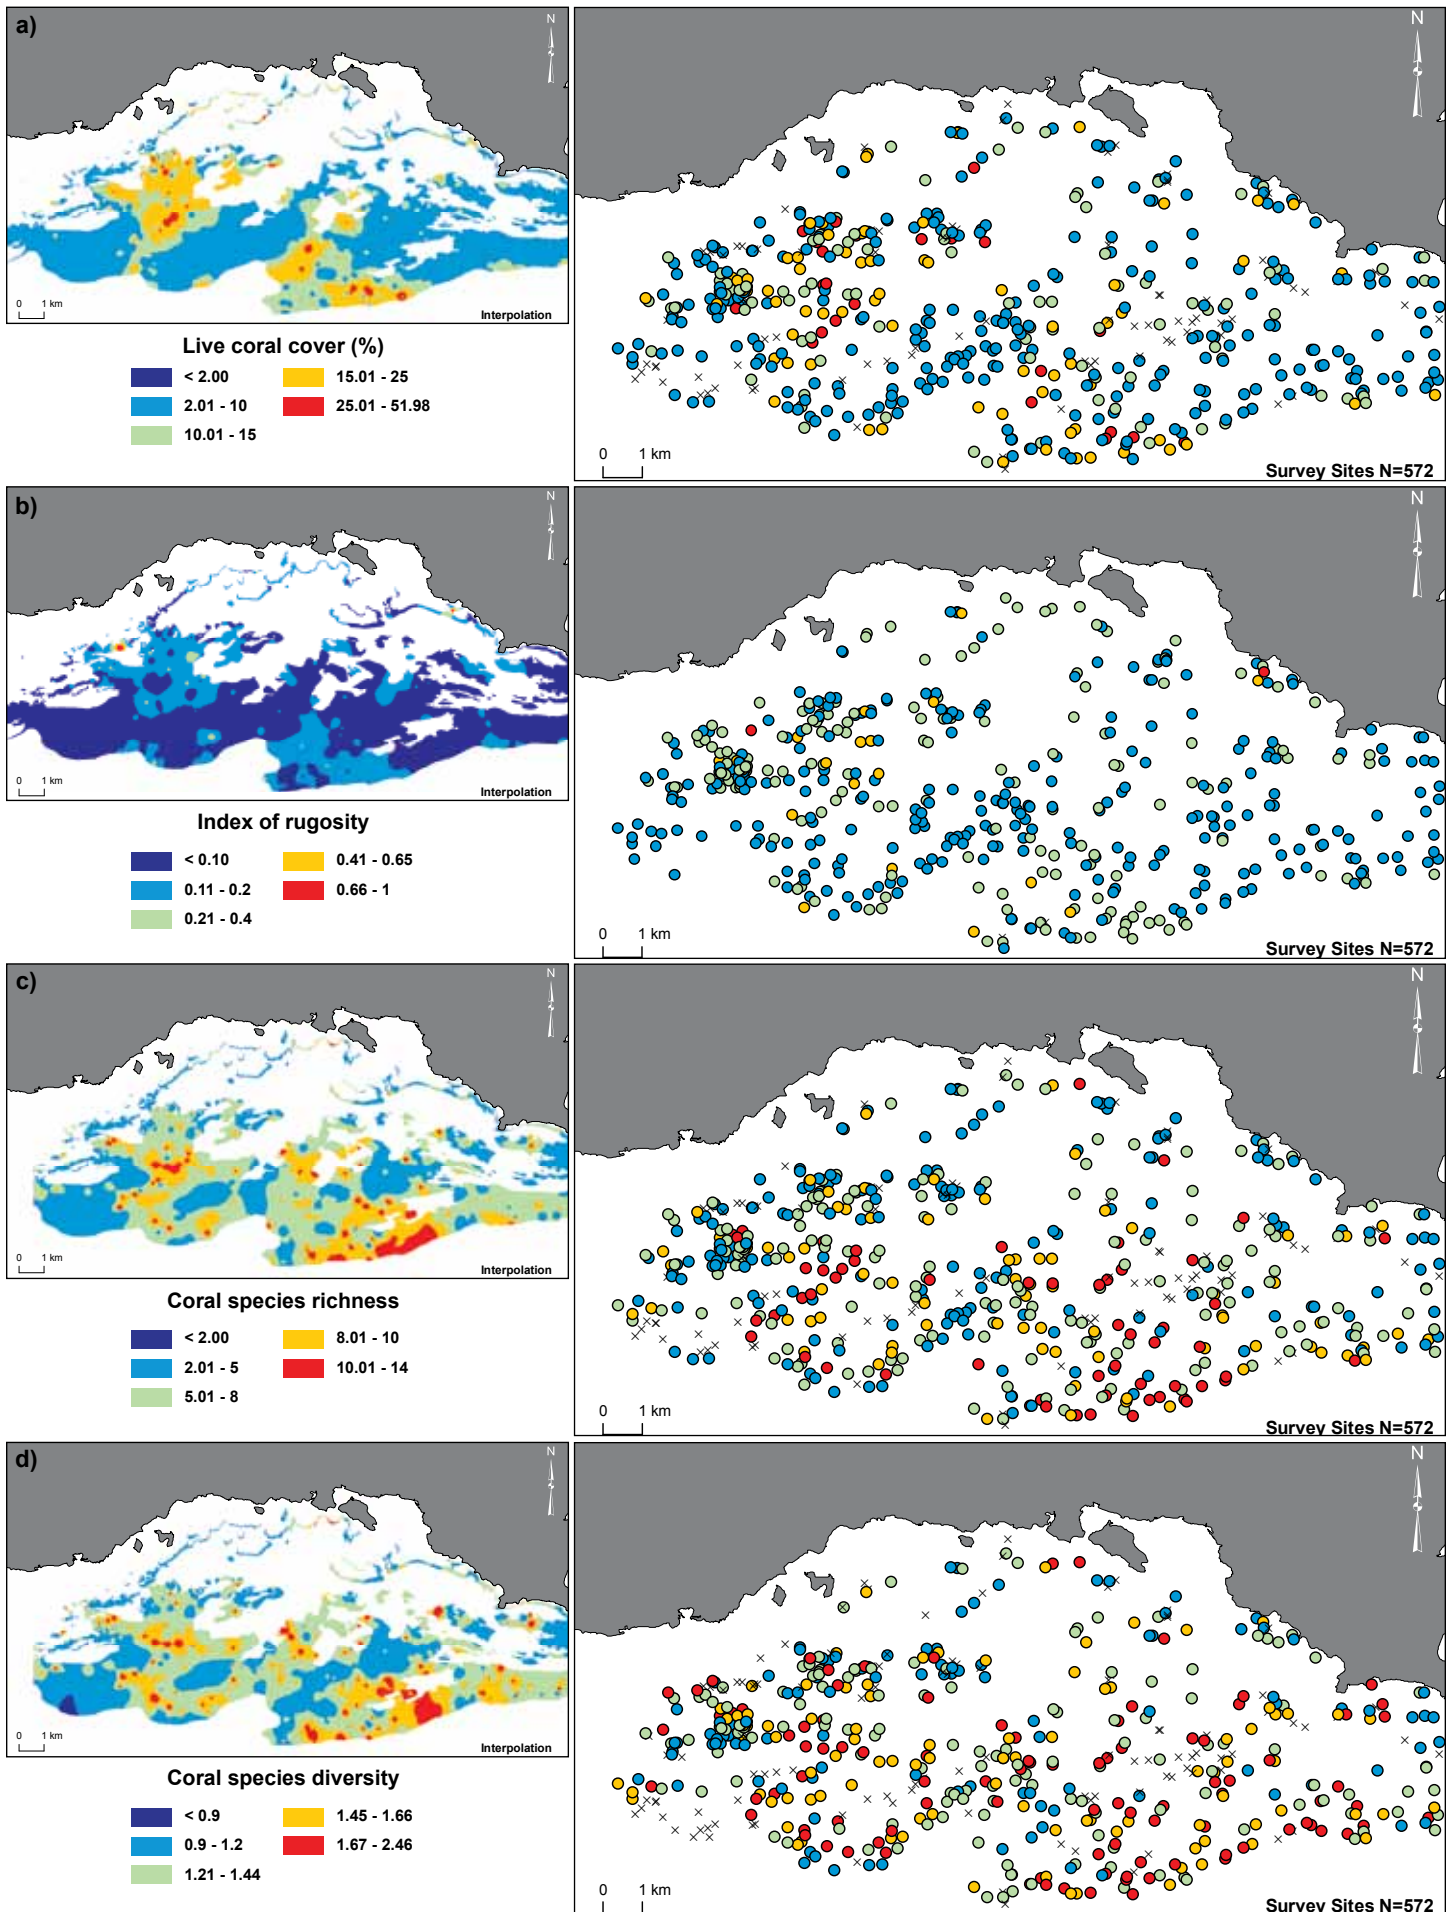 a)
N
0 1 km
Interpolation
Live coral cover (%)
< 2.00
15.01 - 25
2.01 - 10
25.01 - 51.98
10.01 - 15
N
0 1 km
Survey Sites N=572
b)
N
0 1 km
Interpolation
Index of rugosity
< 0.10
0.41 - 0.65
0.11 - 0.2
0.66 - 1
0.21 - 0.4
N
0 1 km
Survey Sites N=572
c)
N
0 1 km
Interpolation
Coral species richness
< 2.00
8.01 - 10
2.01 - 5
10.01 - 14
5.01 - 8
N
0 1 km
Survey Sites N=572
d)
N
0 1 km
Interpolation
Coral species diversity
< 0.9
1.45 - 1.66
0.9 - 1.2
1.67 - 2.46
1.21 - 1.44
N
0 1 km
Survey Sites N=572